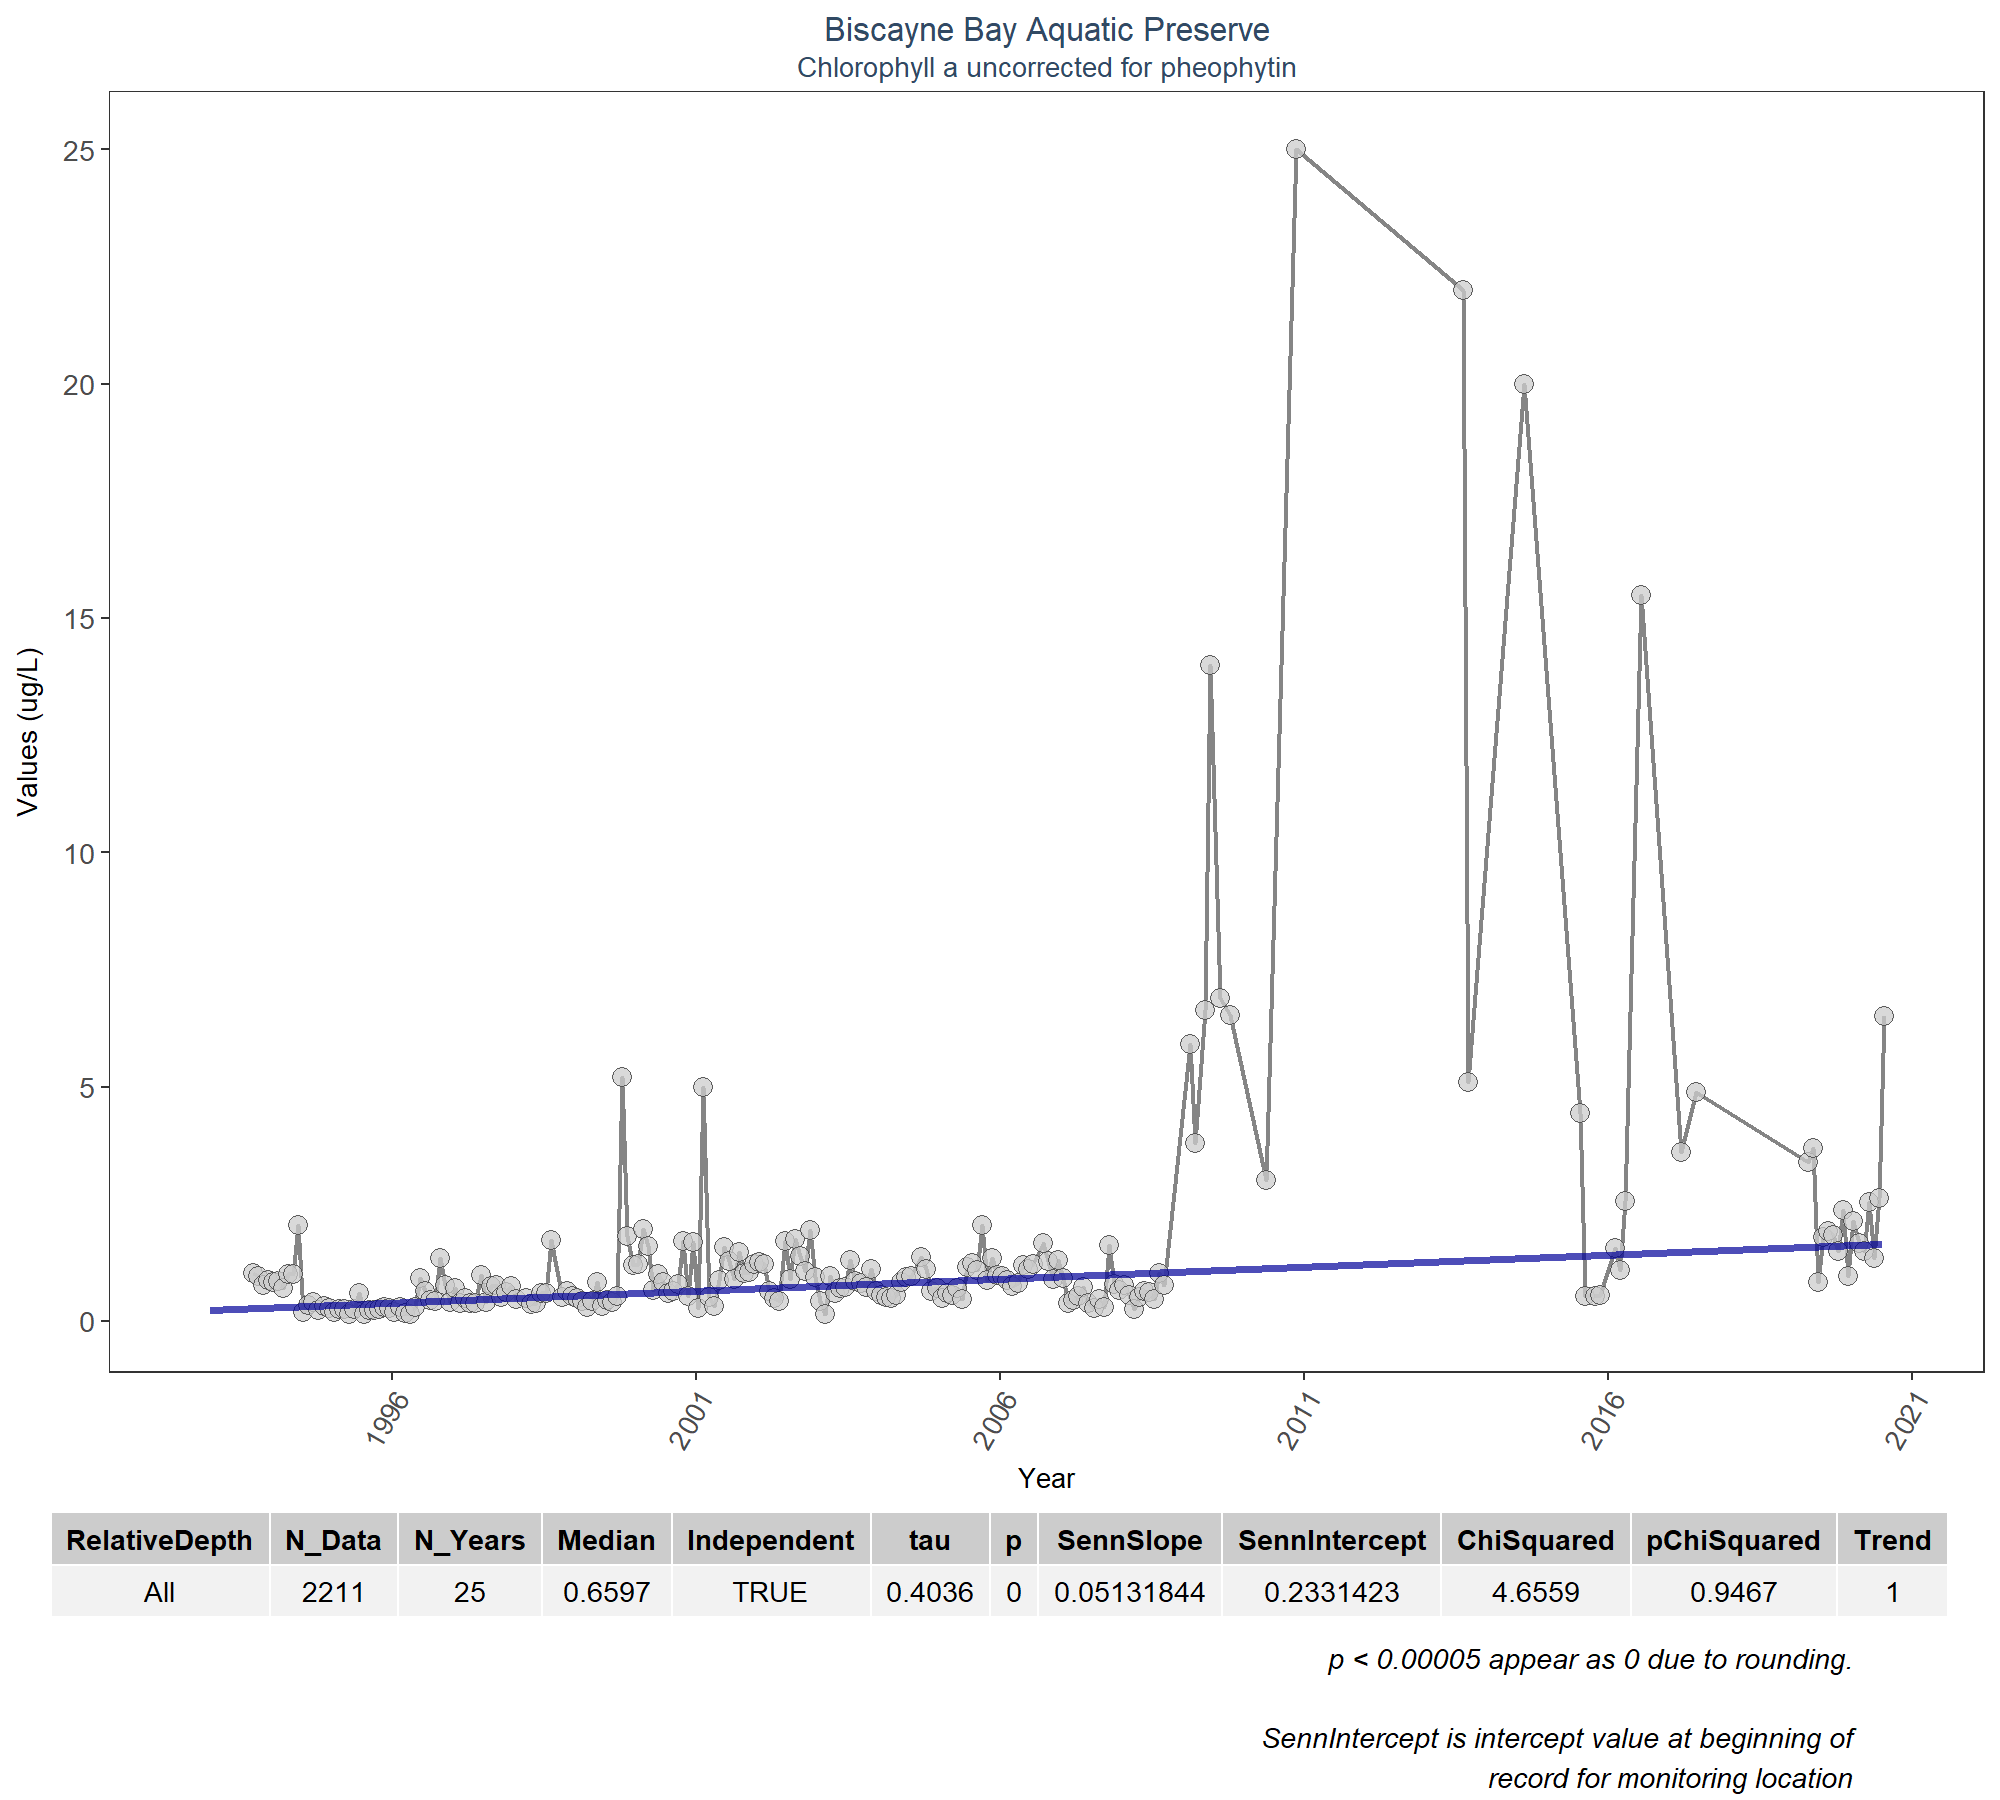 Biscayne Bay Aquatic Preserve
Chlorophyll a uncorrected for pheophytin
Values (ug/L)
25
20
15
10
5
0
1996
2001
2006
2011
2016
2021
Year
RelativeDepth N_Data N_Years Median Independent tau p SennSlope SennIntercept ChiSquared pChiSquared Trend
All 2211 25 0.6597 TRUE 0.4036 0 0.05131844 0.2331423 4.6559 0.9467 1
p < 0.00005 appear as 0 due to rounding.
SennIntercept is intercept value at beginning of
record for monitoring location